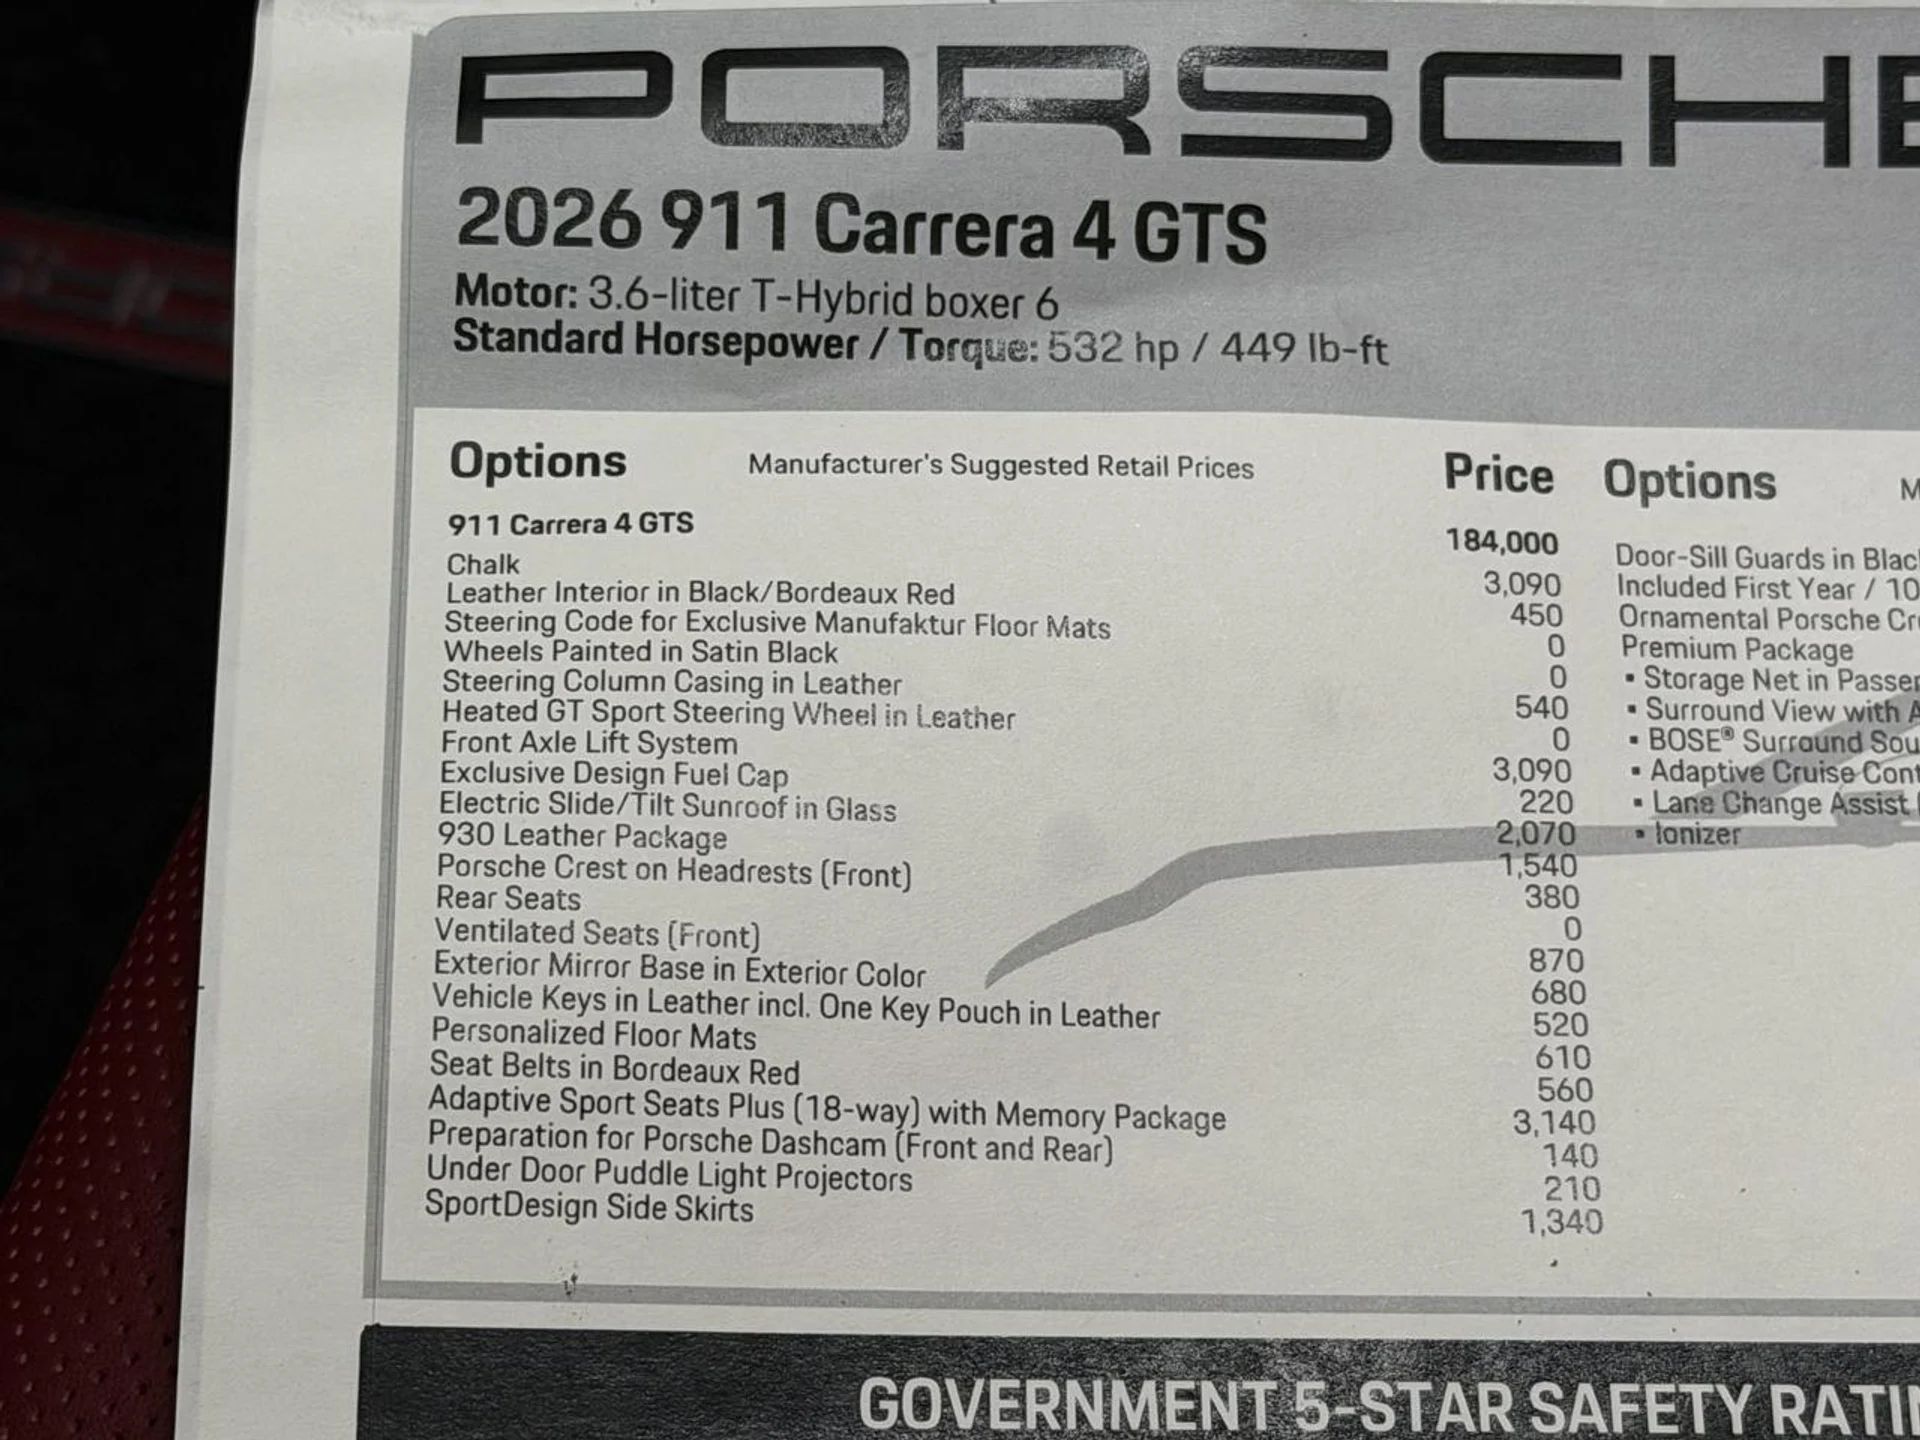 PORSCHE
2026 911 Carrera 4 GTS
Motor: 3.6-liter T-Hybrid boxer 6
Standard Horsepower / Torque: 532 hp / 449 lb-ft
Options Manufacturer's Suggested Retail Prices Price
911 Carrera 4 GTS 184,000
Chalk 3,090
Leather Interior in Black/Bordeaux Red 450
Steering Code for Exclusive Manufaktur Floor Mats 0
Wheels Painted in Satin Black 0
Steering Column Casing in Leather 540
Heated GT Sport Steering Wheel in Leather 0
Front Axle Lift System 3,090
Exclusive Design Fuel Cap 220
Electric Slide/Tilt Sunroof in Glass 2,070
930 Leather Package 1,540
Porsche Crest on Headrests (Front) 380
Rear Seats 0
Ventilated Seats (Front) 870
Exterior Mirror Base in Exterior Color 680
Vehicle Keys in Leather incl. One Key Pouch in Leather 520
Personalized Floor Mats 610
Seat Belts in Bordeaux Red 560
Adaptive Sport Seats Plus (18-way) with Memory Package 3,140
Preparation for Porsche Dashcam (Front and Rear) 140
Under Door Puddle Light Projectors 210
SportDesign Side Skirts 1,340
Options M
Door-Sill Guards in Blac
Included First Year / 10
Ornamental Porsche Cr
Premium Package
▪ Storage Net in Passen
▪ Surround View with A
▪ BOSE® Surround Sou
▪ Adaptive Cruise Cont
▪ Lane Change Assist
▪ Ionizer
GOVERNMENT 5-STAR SAFETY RATIN